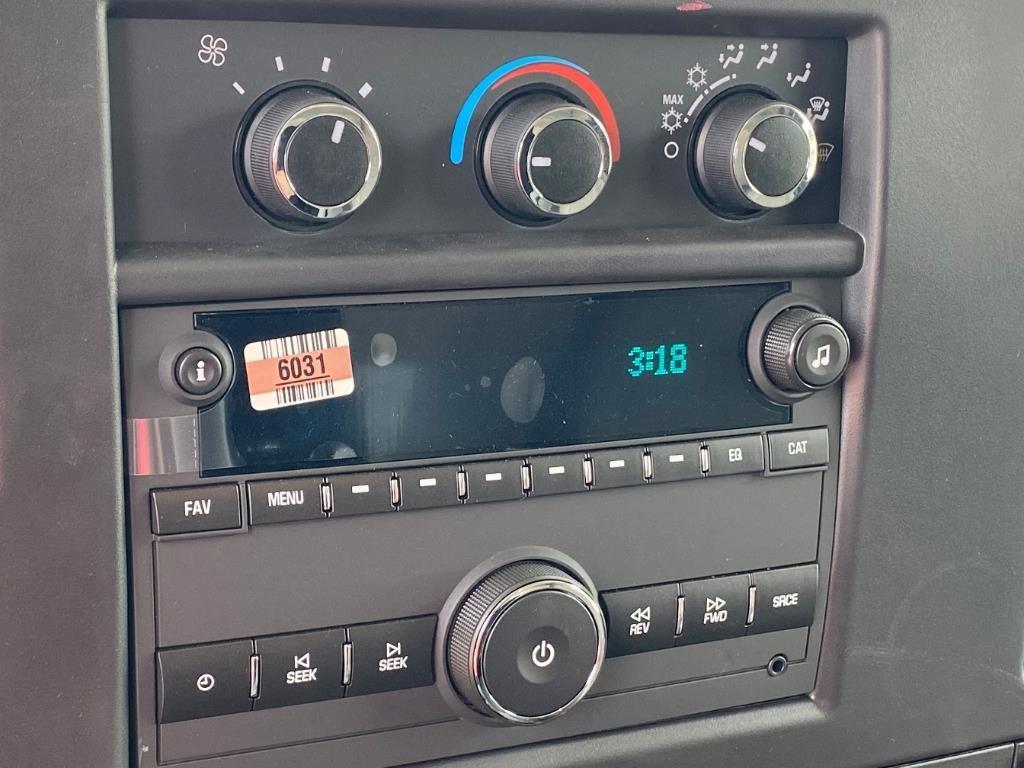 MAX
6031
3:18
i
FAV
MENU
EQ
CAT
SEEK
SEEK
REV
FWD
SRCE